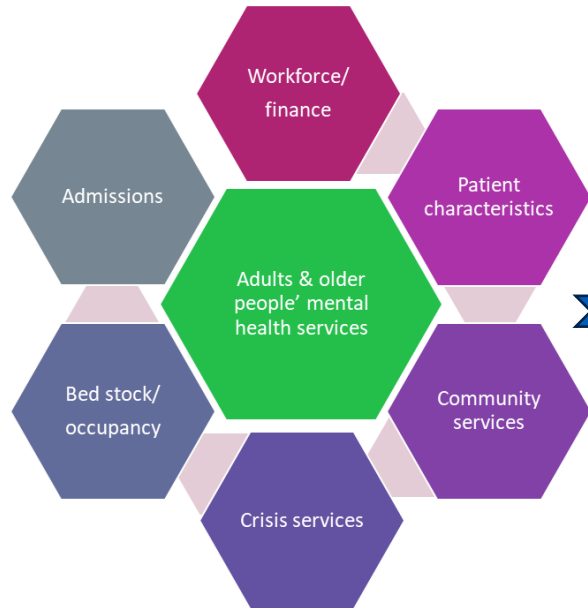 Workforce/
finance
Admissions
Patient
characteristics
Adults & older
people’ mental
health services
Bed stock/
occupancy
Community
services
Crisis services